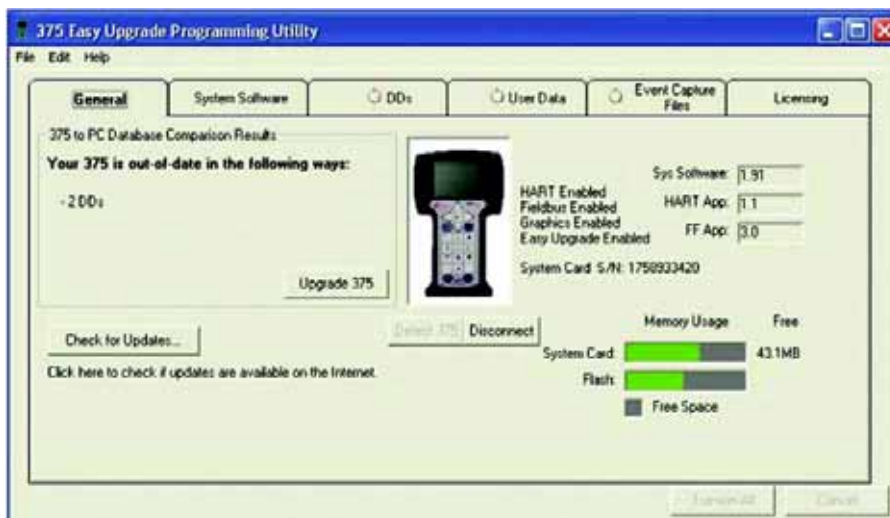 375 Easy Upgrade Programming Utility
File Edit Help
General System Software DDs User Data Event Capture Files Licensing
375 to PC Database Comparison Results
Your 375 is out-of-date in the following ways:
- 2 DDs
Upgrade 375
HART Enabled
Fieldbus Enabled
Graphics Enabled
Easy Upgrade Enabled
System Card S/N: 1758933420
Sys Software: 1.91
HART App: 1.1
FF App: 3.0
Check for Updates...
Click here to check if updates are available on the Internet.
Detect 375 Disconnect
Memory Usage Free
System Card: 43.1MB
Flash:
Free Space
Cancel